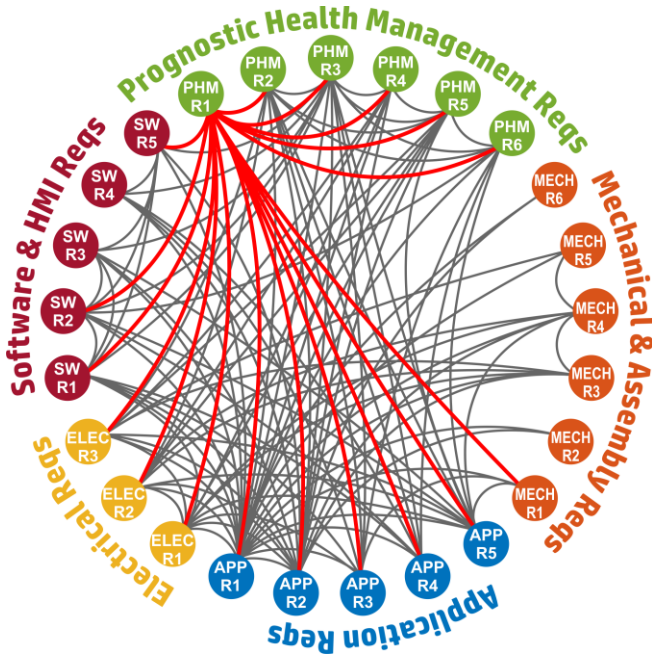 Prognostic Health Management Reqs
PHM
R1
PHM
R2
PHM
R3
PHM
R4
PHM
R5
PHM
R6
Mechanical & Assembly Reqs
MECH
R6
MECH
R5
MECH
R4
MECH
R3
MECH
R2
MECH
R1
Application Reqs
APP
R5
APP
R4
APP
R3
APP
R2
APP
R1
Electrical Reqs
ELEC
R1
ELEC
R2
ELEC
R3
Software & HMI Reqs
SW
R1
SW
R2
SW
R3
SW
R4
SW
R5